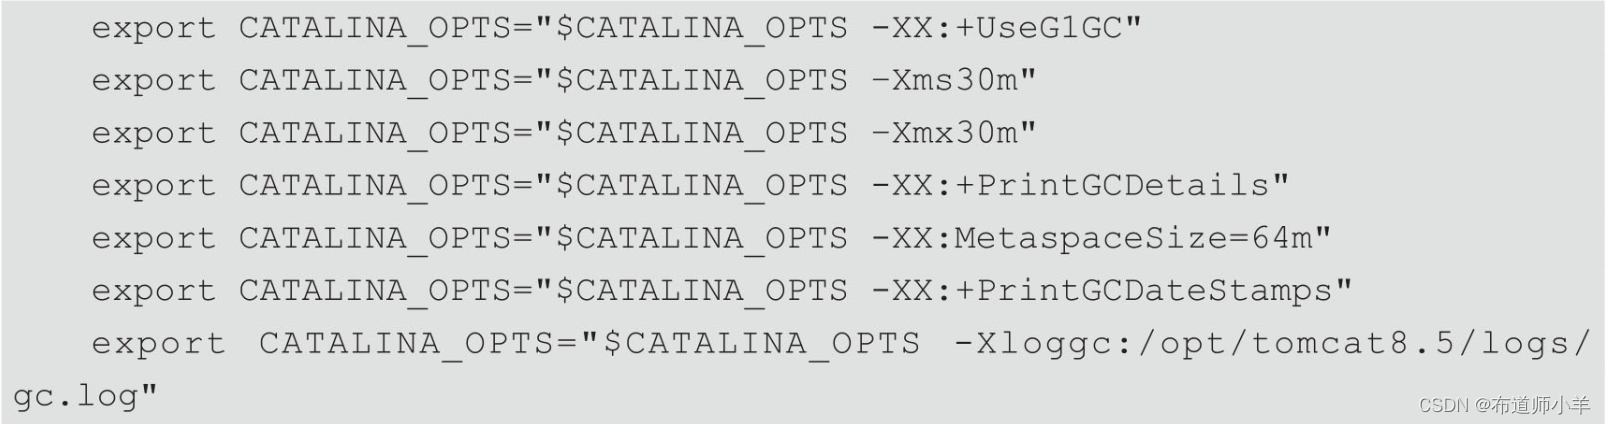 export CATALINA_OPTS="$CATALINA_OPTS -XX:+UseG1GC"
export CATALINA_OPTS="$CATALINA_OPTS –Xms30m"
export CATALINA_OPTS="$CATALINA_OPTS –Xmx30m"
export CATALINA_OPTS="$CATALINA_OPTS -XX:+PrintGCDetails"
export CATALINA_OPTS="$CATALINA_OPTS -XX:MetaspaceSize=64m"
export CATALINA_OPTS="$CATALINA_OPTS -XX:+PrintGCDateStamps"
export CATALINA_OPTS="$CATALINA_OPTS -Xloggc:/opt/tomcat8.5/logs/
gc.log"
CSDN @布道师小羊